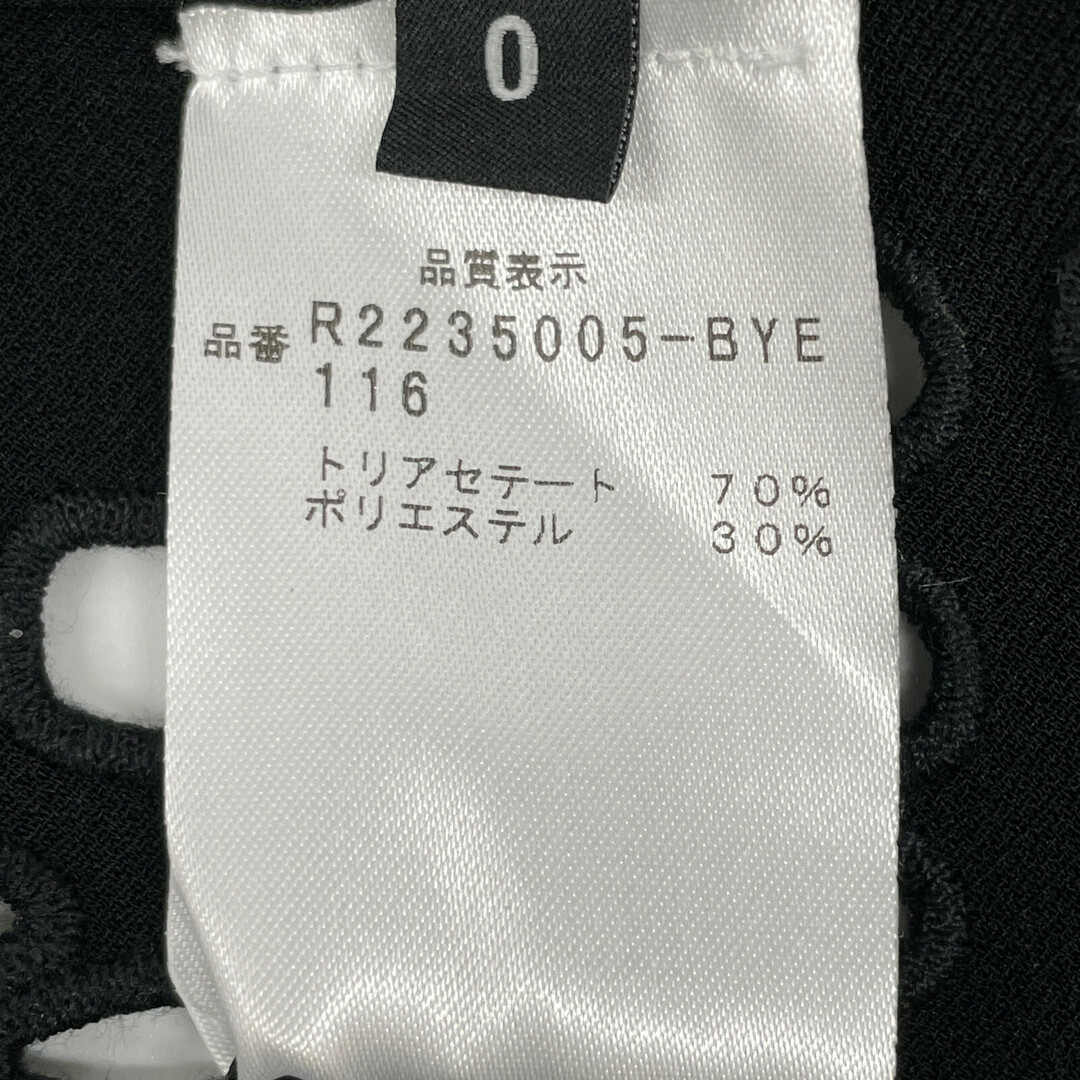 0
品質表示
品番 R2235005-BYE
116
トリアセテート 70%
ポリエステル 30%